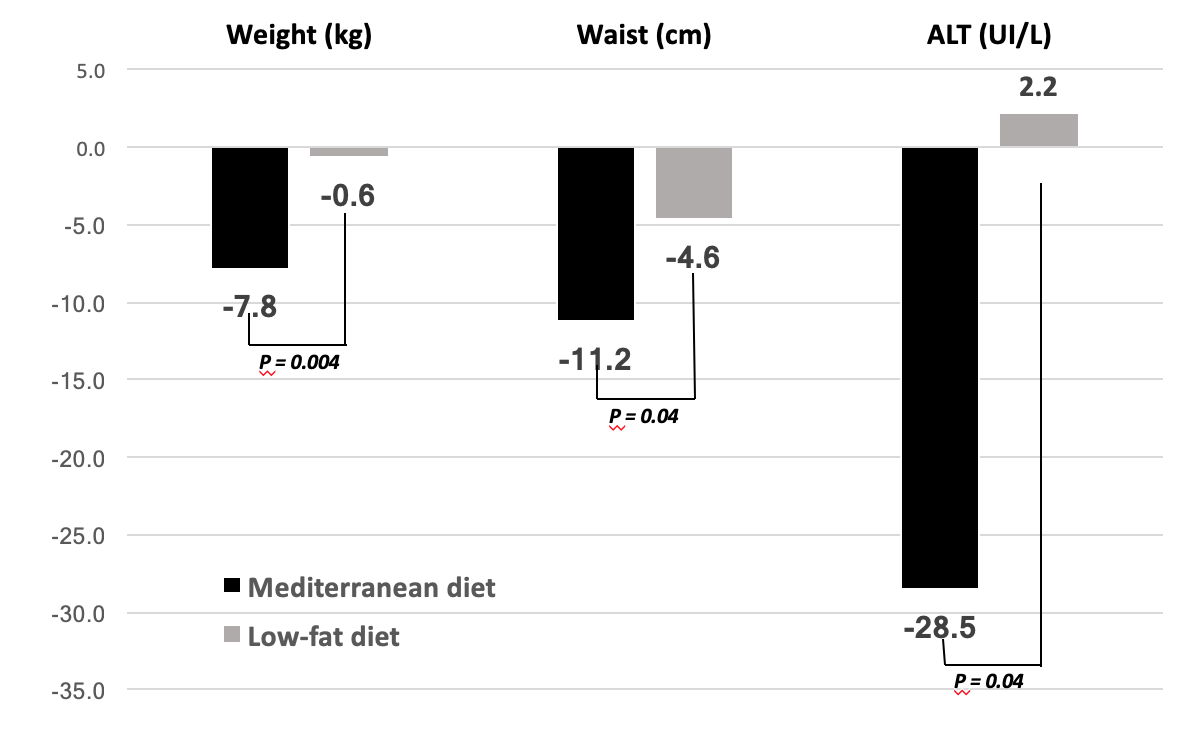 Weight (kg)
Waist (cm)
ALT (UI/L)
5.0
2.2
0.0
-0.6
-5.0
-4.6
-7.8
-10.0
-11.2
P = 0.004
-15.0
P = 0.04
-20.0
-25.0
Mediterranean diet
-30.0
-28.5
Low-fat diet
P = 0.04
-35.0